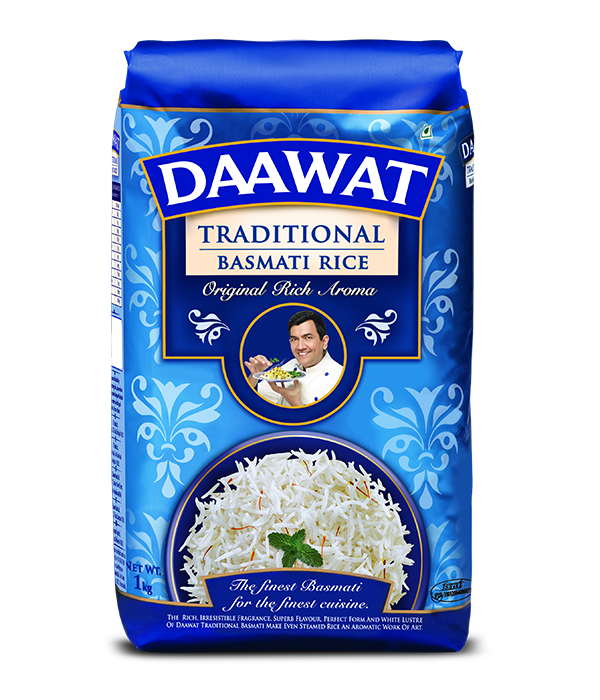 DAAWAT
TRADITIONAL
BASMATI RICE
Original Rich Aroma
NET WT.
1kg
The finest Basmati
for the finest cuisine.
THE RICH, IRRESISTIBLE FRAGRANCE, SUPERB FLAVOUR, PERFECT FORM AND WHITE LUSTRE
OF DAAWAT TRADITIONAL BASMATI MAKE EVEN STEAMED RICE AN AROMATIC WORK OF ART.